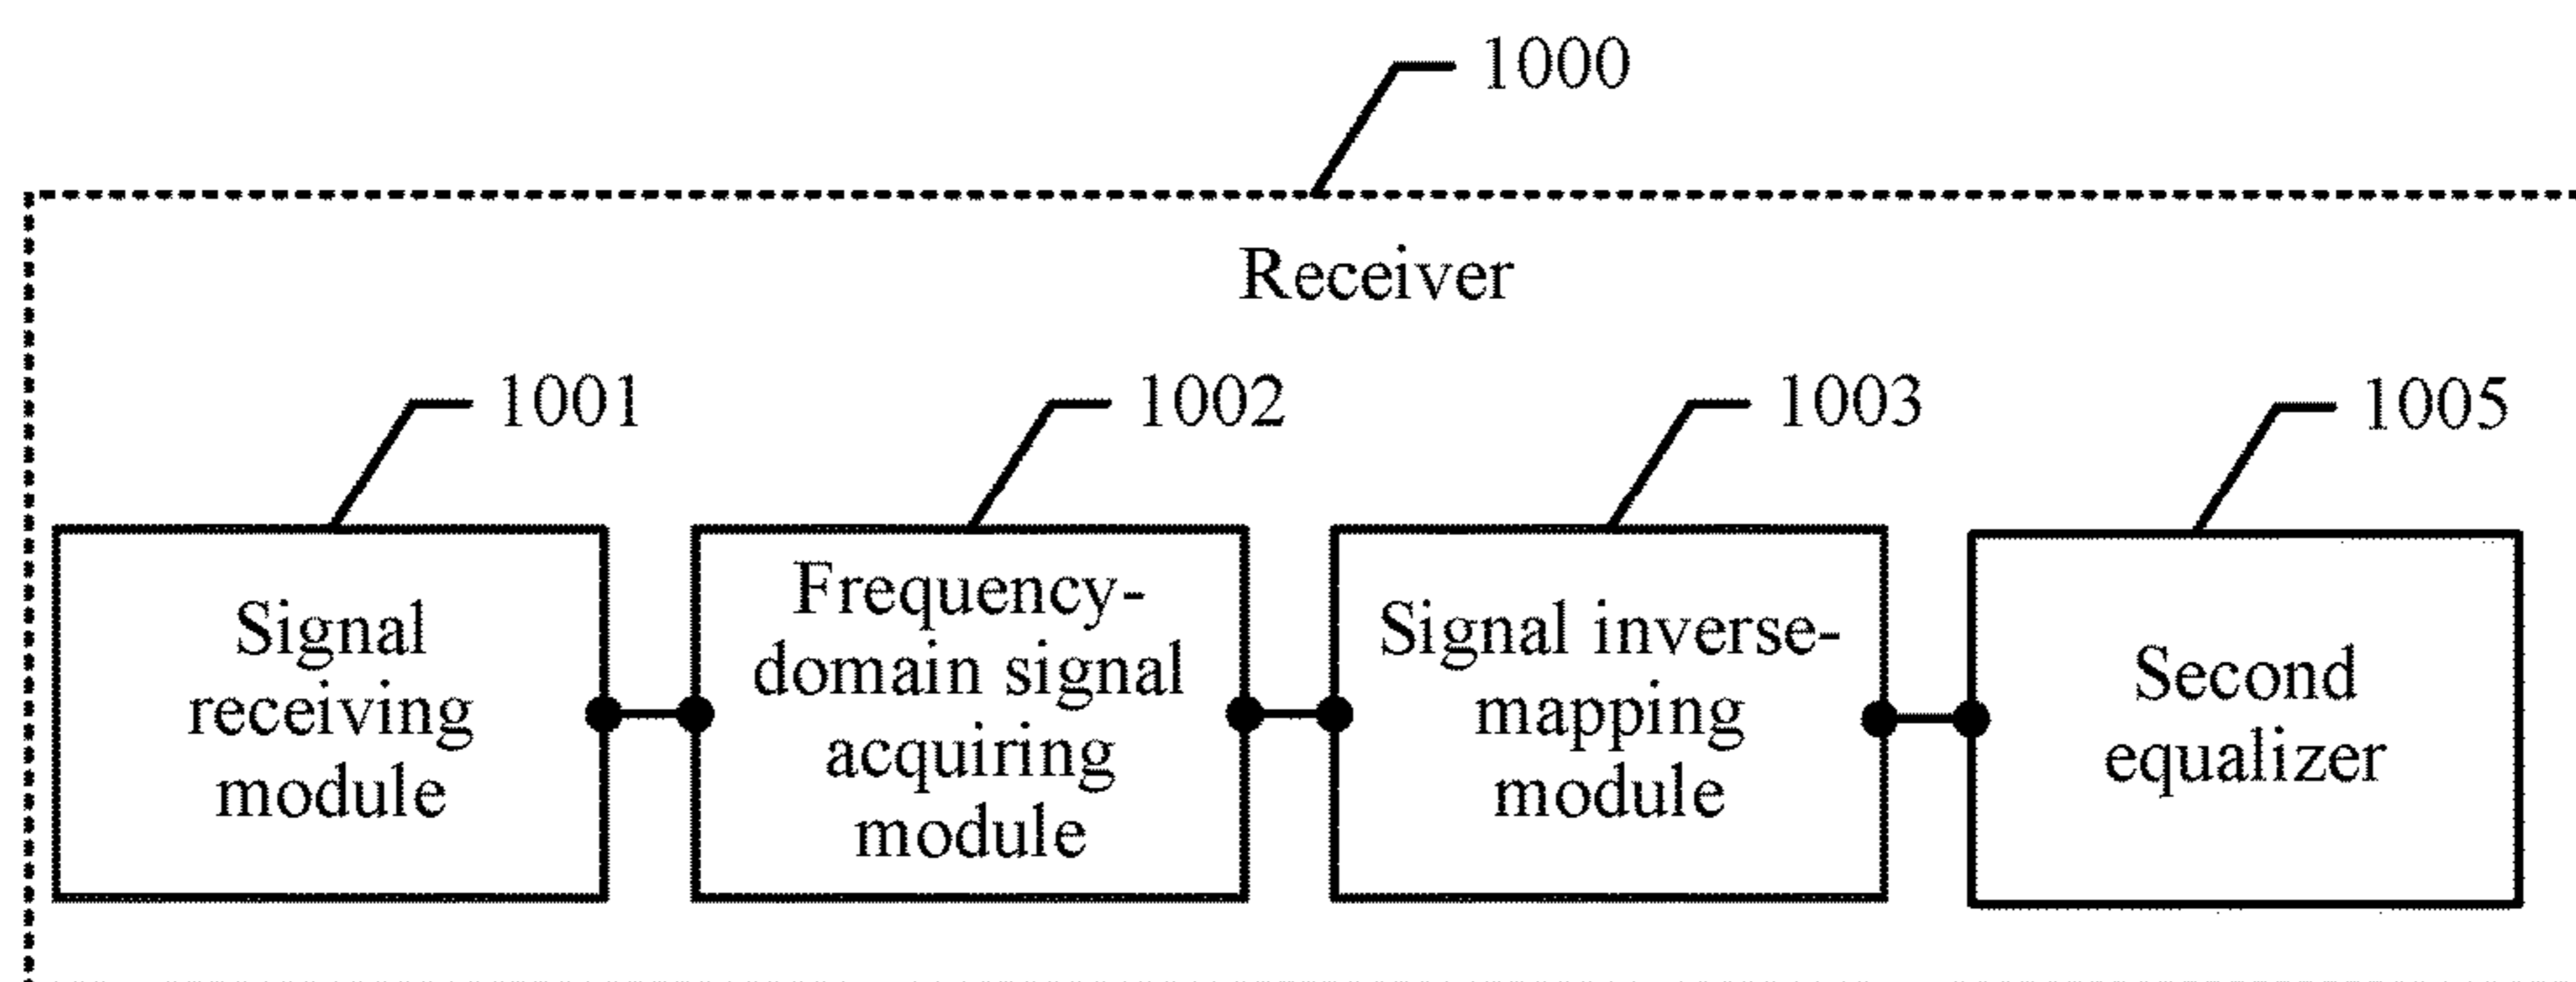 1000
Receiver
1001
1002
1003
1005
Signal
receiving
module
Frequency-
domain signal
acquiring
module
Signal inverse-
mapping
module
Second
equalizer